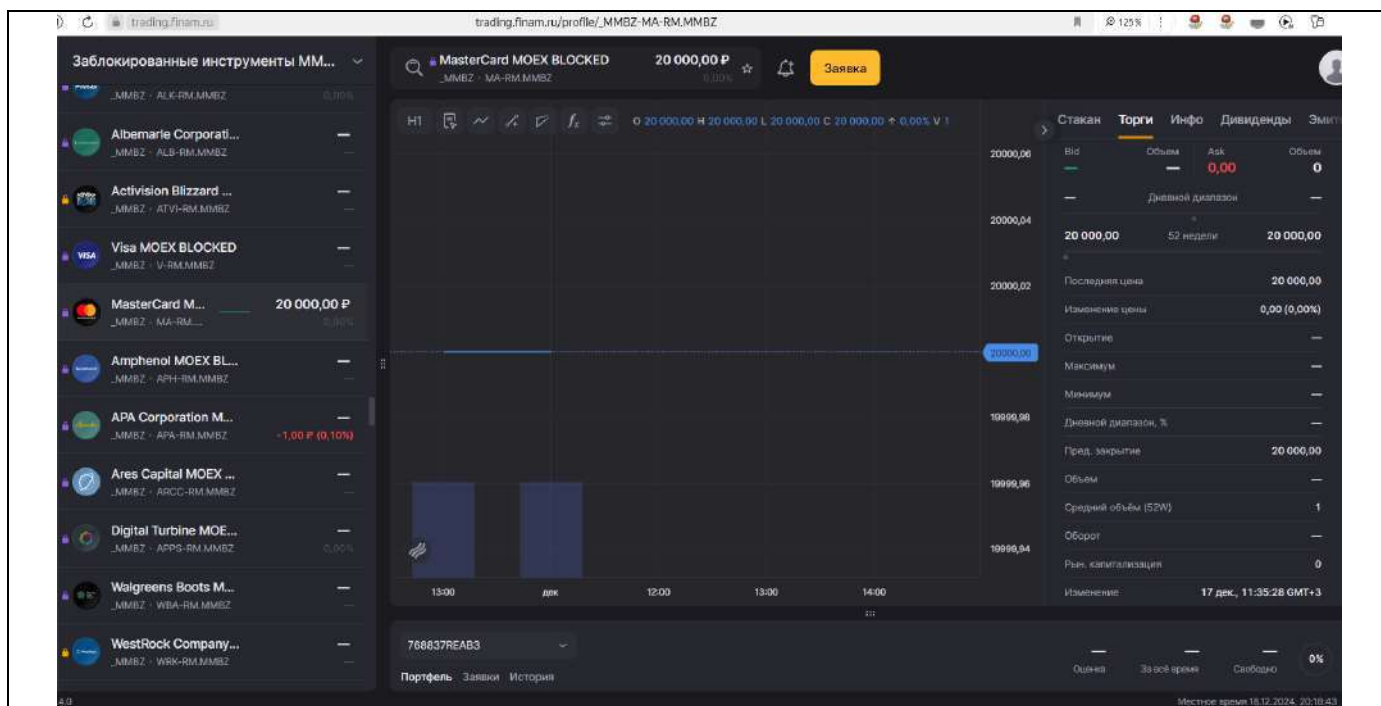 trading.finam.ru
trading.finam.ru/profile/_MMBZ-MA-RM.MMBZ
125%
Заблокированные инструменты MM...
_MMBZ · ALK-RM.MMBZ
0,00%
Albemarle Corporati...
—
_MMBZ · ALB-RM.MMBZ
—
Activision Blizzard ...
—
_MMBZ · ATVI-RM.MMBZ
—
VISA
Visa MOEX BLOCKED
—
_MMBZ · V-RM.MMBZ
—
MasterCard M...
20 000,00 ₽
_MMBZ · MA-RM....
0,00%
Amphenol MOEX BL...
—
_MMBZ · APH-RM.MMBZ
—
APA Corporation M...
—
_MMBZ · APA-RM.MMBZ
-1,00 ₽ (0,10%)
Ares Capital MOEX ...
—
_MMBZ · ARCC-RM.MMBZ
—
Digital Turbine MOE...
—
_MMBZ · APPS-RM.MMBZ
0,00%
Walgreens Boots M...
—
_MMBZ · WBA-RM.MMBZ
—
WestRock Company...
—
_MMBZ · WRK-RM.MMBZ
—
4.0
MasterCard MOEX BLOCKED
20 000,00 ₽
_MMBZ · MA-RM.MMBZ
0,00%
Заявка
H1
fx
O 20 000,00 H 20 000,00 L 20 000,00 C 20 000,00 ↑ 0,00% V 1
20000,06
20000,04
20000,02
20000,00
19999,98
19999,96
19999,94
13:00 дек 12:00 13:00 14:00
Стакан Торги Инфо Дивиденды Эмит
Bid Объем Ask Объем
— — 0,00 0
— Дневной диапазон —
20 000,00 52 недели 20 000,00
Последняя цена 20 000,00
Изменение цены 0,00 (0,00%)
Открытие —
Максимум —
Минимум —
Дневной диапазон, % —
Пред. закрытие 20 000,00
Объем —
Средний объём (52W) 1
Оборот —
Рын. капитализация 0
Изменение 17 дек., 11:35:28 GMT+3
768837REAB3
Портфель Заявки История
— — —
Оценка За всё время Свободно
0%
Местное время 18.12.2024, 20:18:43